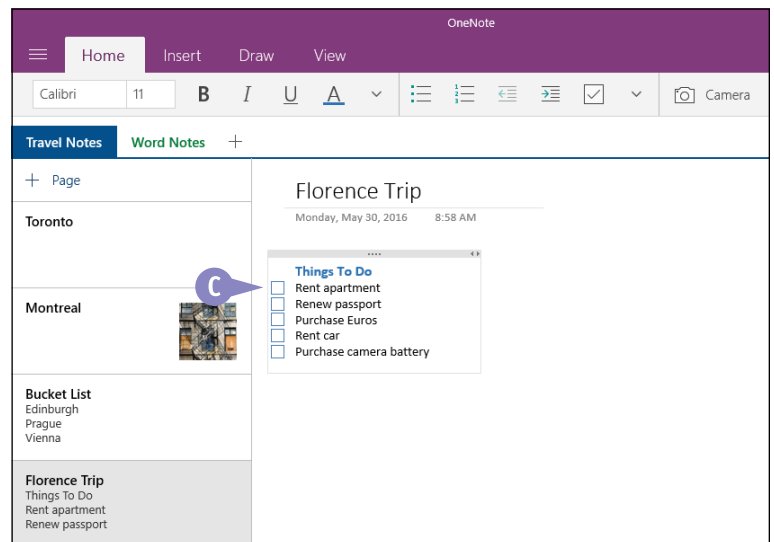 OneNote
Home Insert Draw View
Calibri 11 B I U A Camera
Travel Notes Word Notes +
+ Page
Toronto
Montreal
Bucket List
Edinburgh
Prague
Vienna
Florence Trip
Things To Do
Rent apartment
Renew passport
Florence Trip
Monday, May 30, 2016 8:58 AM
Things To Do
C Rent apartment
Renew passport
Purchase Euros
Rent car
Purchase camera battery